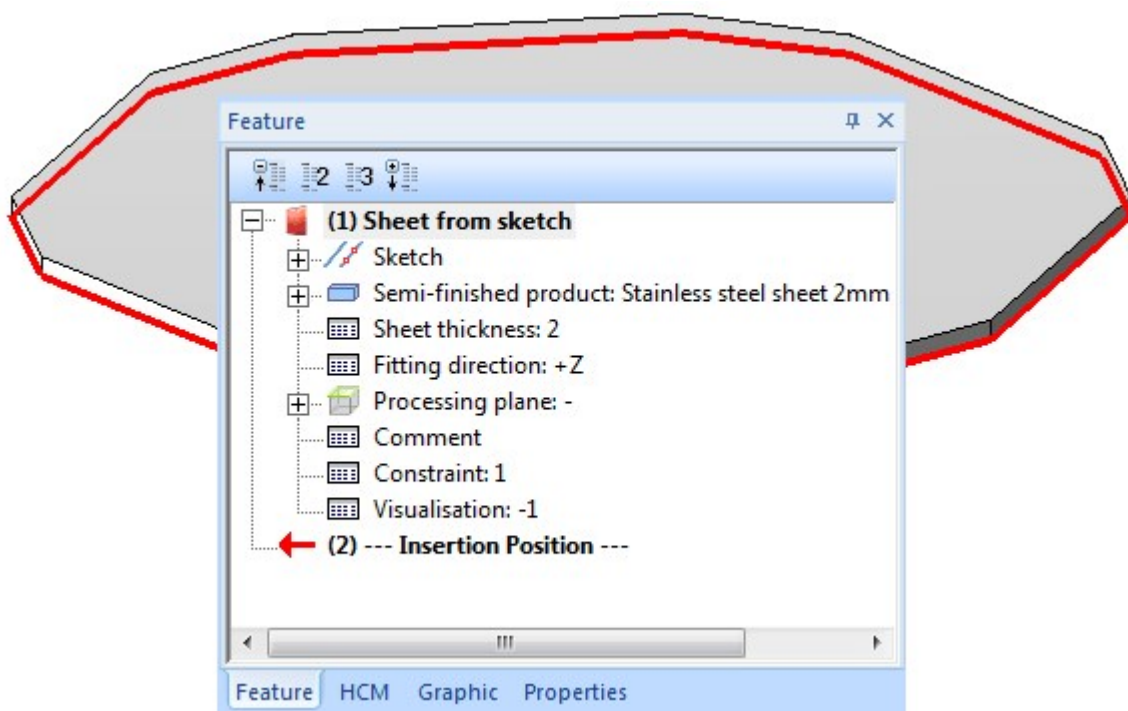 Feature
2 3
(1) Sheet from sketch
Sketch
Semi-finished product: Stainless steel sheet 2mm
Sheet thickness: 2
Fitting direction: +Z
Processing plane: -
Comment
Constraint: 1
Visualisation: -1
(2) --- Insertion Position ---
Feature HCM Graphic Properties